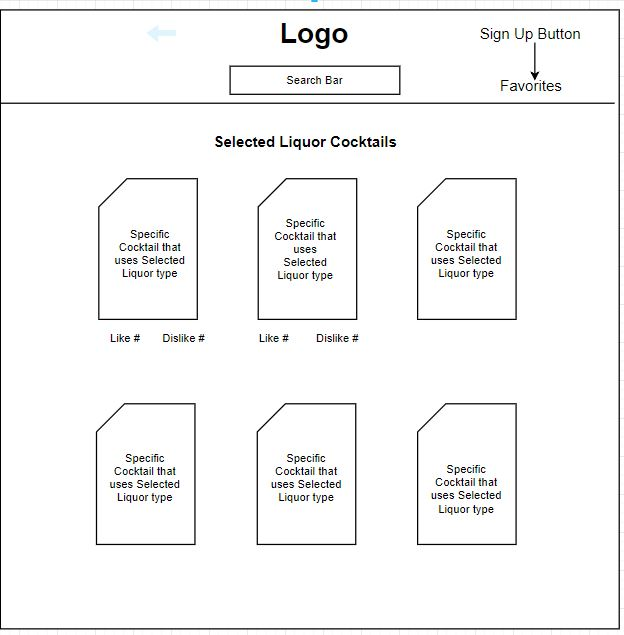 Logo
Sign Up Button
Search Bar
Favorites
Selected Liquor Cocktails
Specific
Cocktail that
uses Selected
Liquor type
Specific
Cocktail that
uses
Selected
Liquor type
Specific
Cocktail that
uses Selected
Liquor type
Like #
Dislike #
Like #
Dislike #
Specific
Cocktail that
uses Selected
Liquor type
Specific
Cocktail that
uses Selected
Liquor type
Specific
Cocktail that
uses Selected
Liquor type